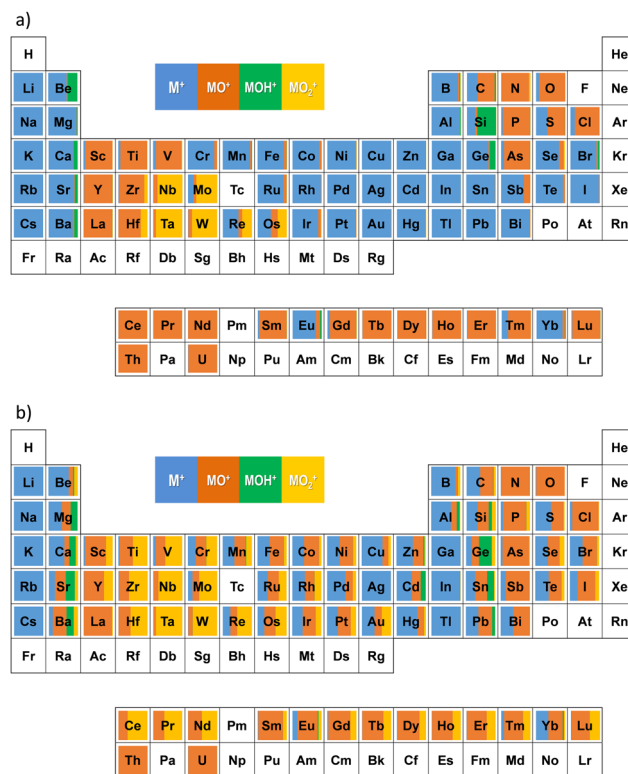 a)
H He
Li Be B C N O F Ne
M⁺ MO⁺ MOH⁺ MO₂⁺
Na Mg Al Si P S Cl Ar
K Ca Sc Ti V Cr Mn Fe Co Ni Cu Zn Ga Ge As Se Br Kr
Rb Sr Y Zr Nb Mo Tc Ru Rh Pd Ag Cd In Sn Sb Te I Xe
Cs Ba La Hf Ta W Re Os Ir Pt Au Hg Tl Pb Bi Po At Rn
Fr Ra Ac Rf Db Sg Bh Hs Mt Ds Rg
Ce Pr Nd Pm Sm Eu Gd Tb Dy Ho Er Tm Yb Lu
Th Pa U Np Pu Am Cm Bk Cf Es Fm Md No Lr
b)
H He
Li Be B C N O F Ne
M⁺ MO⁺ MOH⁺ MO₂⁺
Na Mg Al Si P S Cl Ar
K Ca Sc Ti V Cr Mn Fe Co Ni Cu Zn Ga Ge As Se Br Kr
Rb Sr Y Zr Nb Mo Tc Ru Rh Pd Ag Cd In Sn Sb Te I Xe
Cs Ba La Hf Ta W Re Os Ir Pt Au Hg Tl Pb Bi Po At Rn
Fr Ra Ac Rf Db Sg Bh Hs Mt Ds Rg
Ce Pr Nd Pm Sm Eu Gd Tb Dy Ho Er Tm Yb Lu
Th Pa U Np Pu Am Cm Bk Cf Es Fm Md No Lr